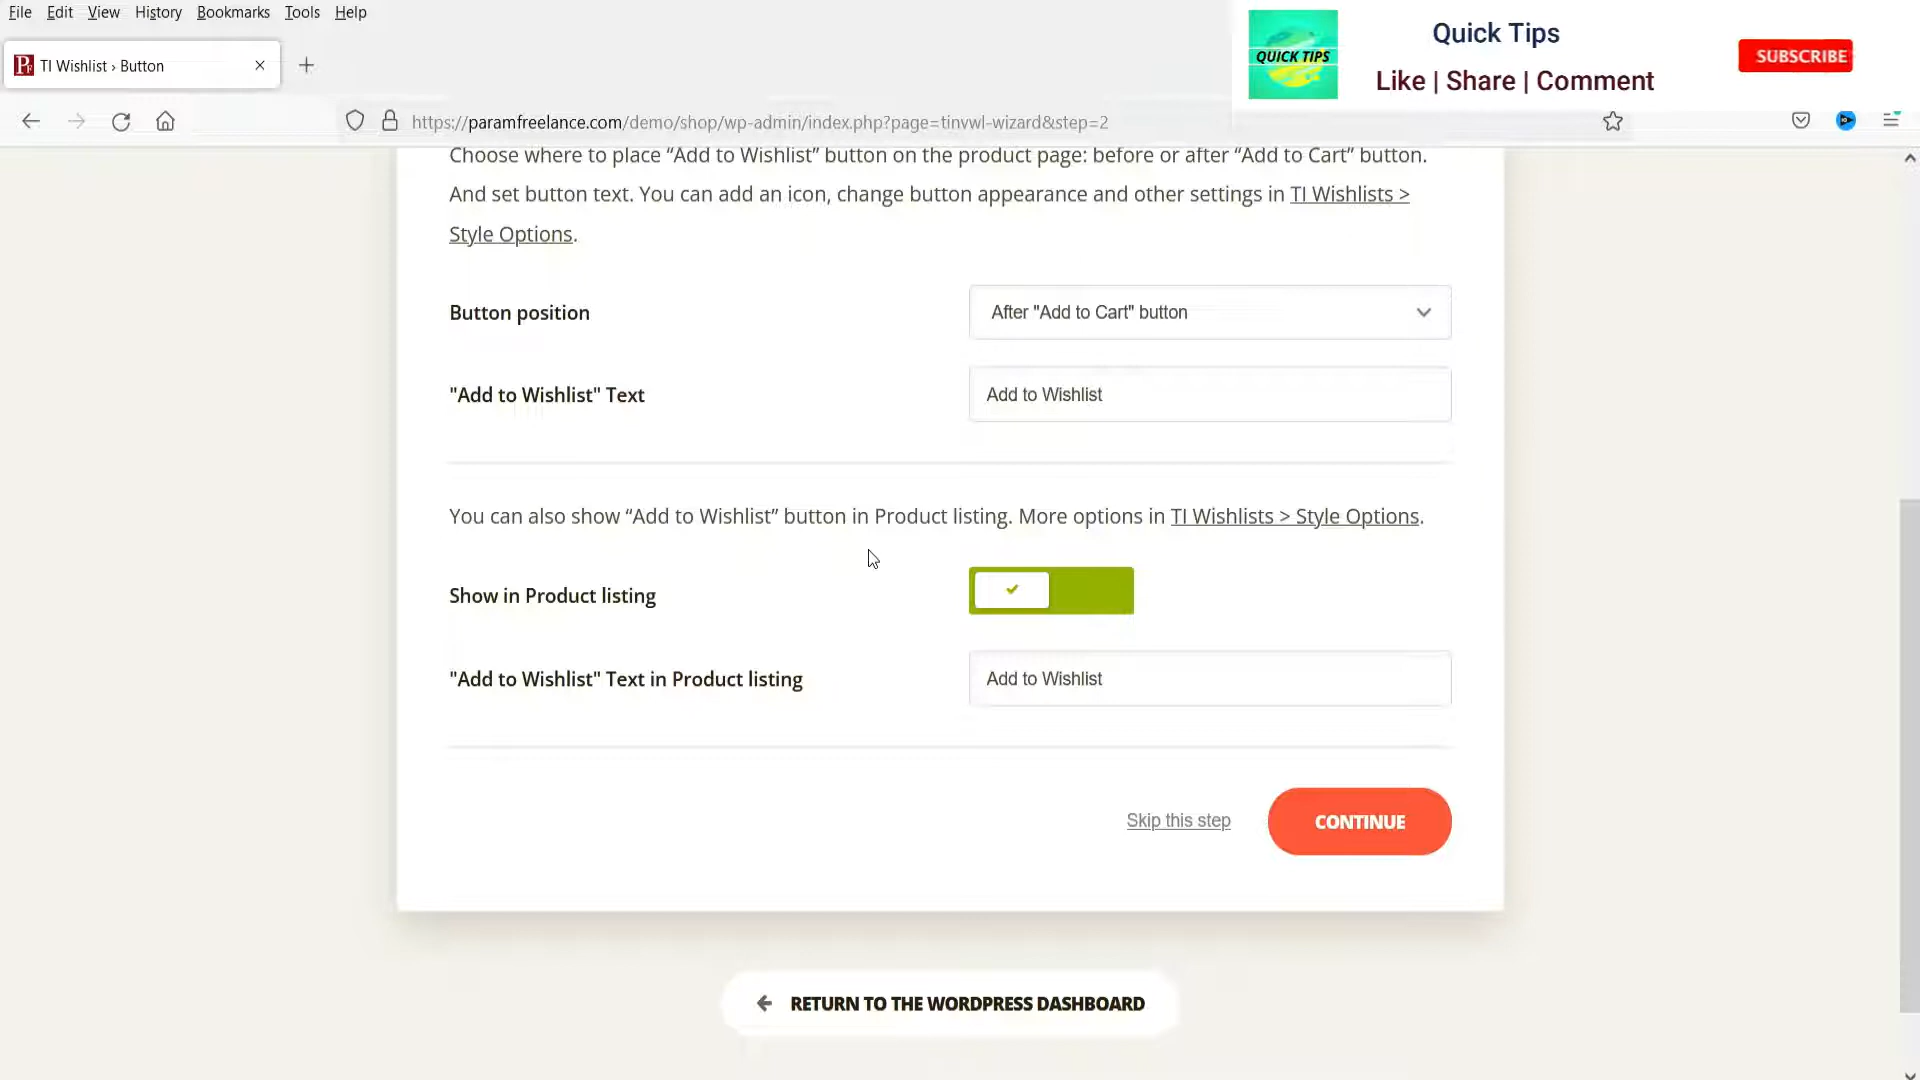 File Edit View History Bookmarks Tools Help
QUICK TIPS
Quick Tips
Like | Share | Comment
SUBSCRIBE
TI Wishlist › Button
https://paramfreelance.com/demo/shop/wp-admin/index.php?page=tinvwl-wizard&step=2
Choose where to place “Add to Wishlist” button on the product page: before or after “Add to Cart” button.
And set button text. You can add an icon, change button appearance and other settings in TI Wishlists >
Style Options.
Button position
After "Add to Cart" button
"Add to Wishlist" Text
Add to Wishlist
You can also show “Add to Wishlist” button in Product listing. More options in TI Wishlists > Style Options.
Show in Product listing
"Add to Wishlist" Text in Product listing
Add to Wishlist
Skip this step
CONTINUE
RETURN TO THE WORDPRESS DASHBOARD